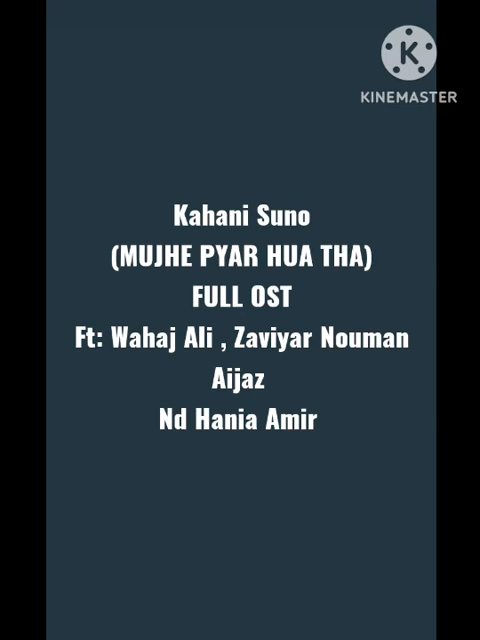 K
KINEMASTER
Kahani Suno
(MUJHE PYAR HUA THA)
FULL OST
Ft: Wahaj Ali , Zaviyar Nouman
Aijaz
Nd Hania Amir